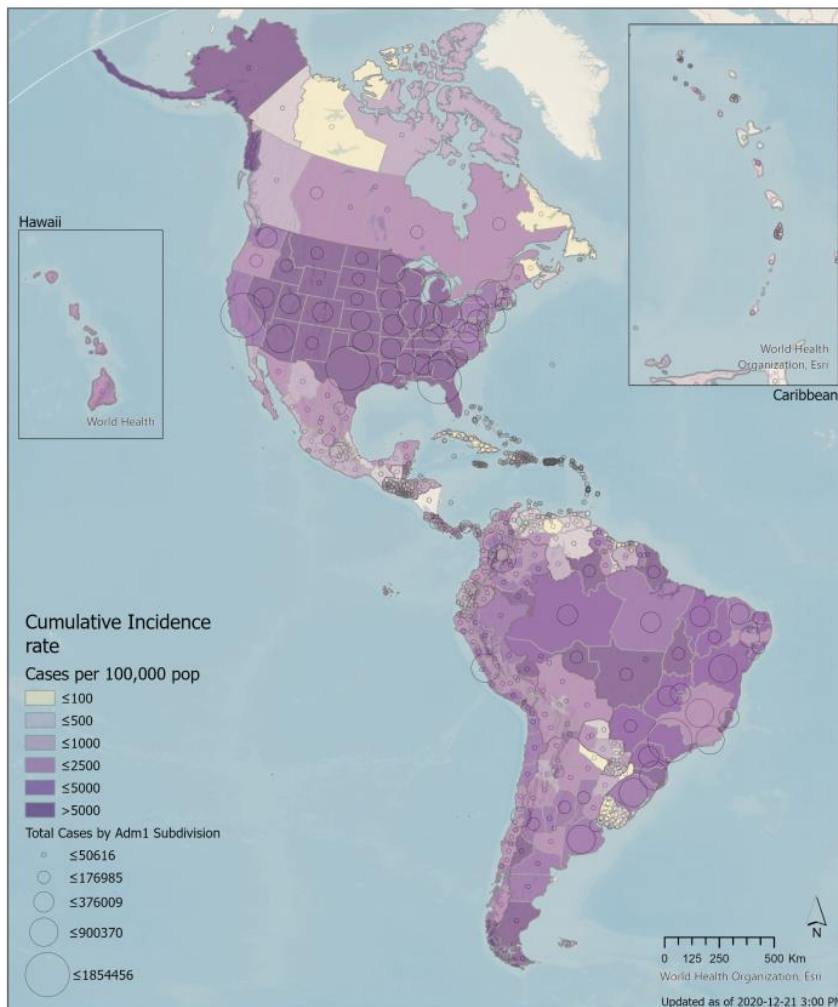 Hawaii
World Health
World Health
Organization, Esri
Caribbean
Cumulative Incidence
rate
Cases per 100,000 pop
≤100
≤500
≤1000
≤2500
≤5000
>5000
Total Cases by Adm1 Subdivision
≤50616
≤176985
≤376009
≤900370
≤1854456
N
0 125 250 500 Km
World Health Organization, Esri
Updated as of 2020-12-21 3:00